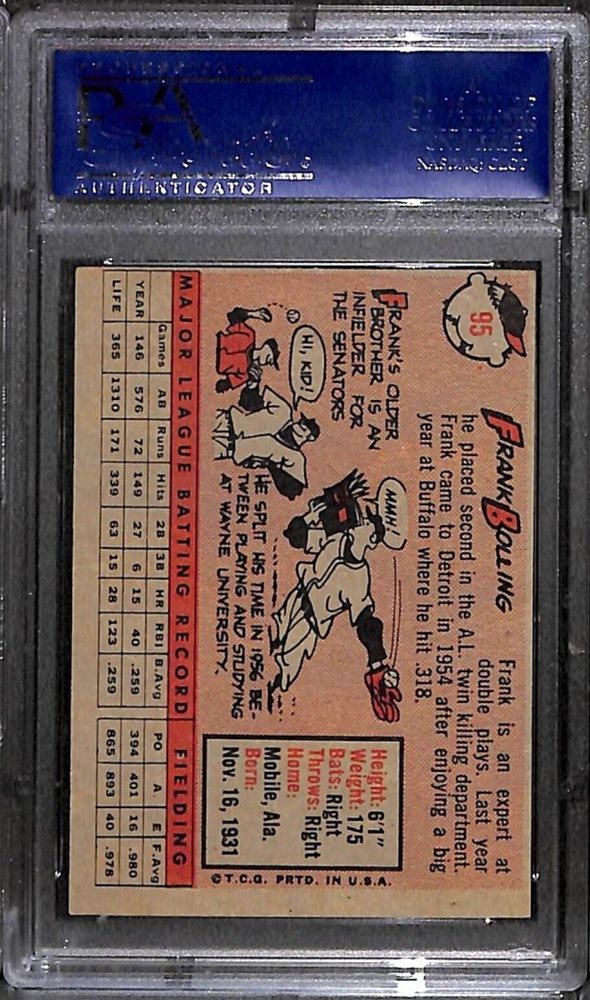 AUTHENTICATOR
NASDAQ: CLCT
95
FRANK BOLLING
Frank is an expert at
double plays. Last year
he placed second in the A.L. twin killing department.
Frank came to Detroit in 1954 after enjoying a big
year at Buffalo where he hit .318.
FRANK'S OLDER
BROTHER IS AN
INFIELDER FOR
THE SENATORS
HI, KID!
MMH!
HE SPLIT HIS TIME IN 1956 BE-
TWEEN PLAYING AND STUDYING
AT WAYNE UNIVERSITY.
Height: 6'1"
Weight: 175
Bats: Right
Throws: Right
Home:
Mobile, Ala.
Born:
Nov. 16, 1931
MAJOR LEAGUE BATTING RECORD FIELDING
Games AB Runs Hits 2B 3B HR RBI B.Avg PO A E F.Avg
YEAR 146 576 72 149 27 6 15 40 .259 394 401 16 .980
LIFE 365 1310 171 339 63 15 28 123 .259 865 893 40 .978
©T.C.G. PRTD. IN U.S.A.